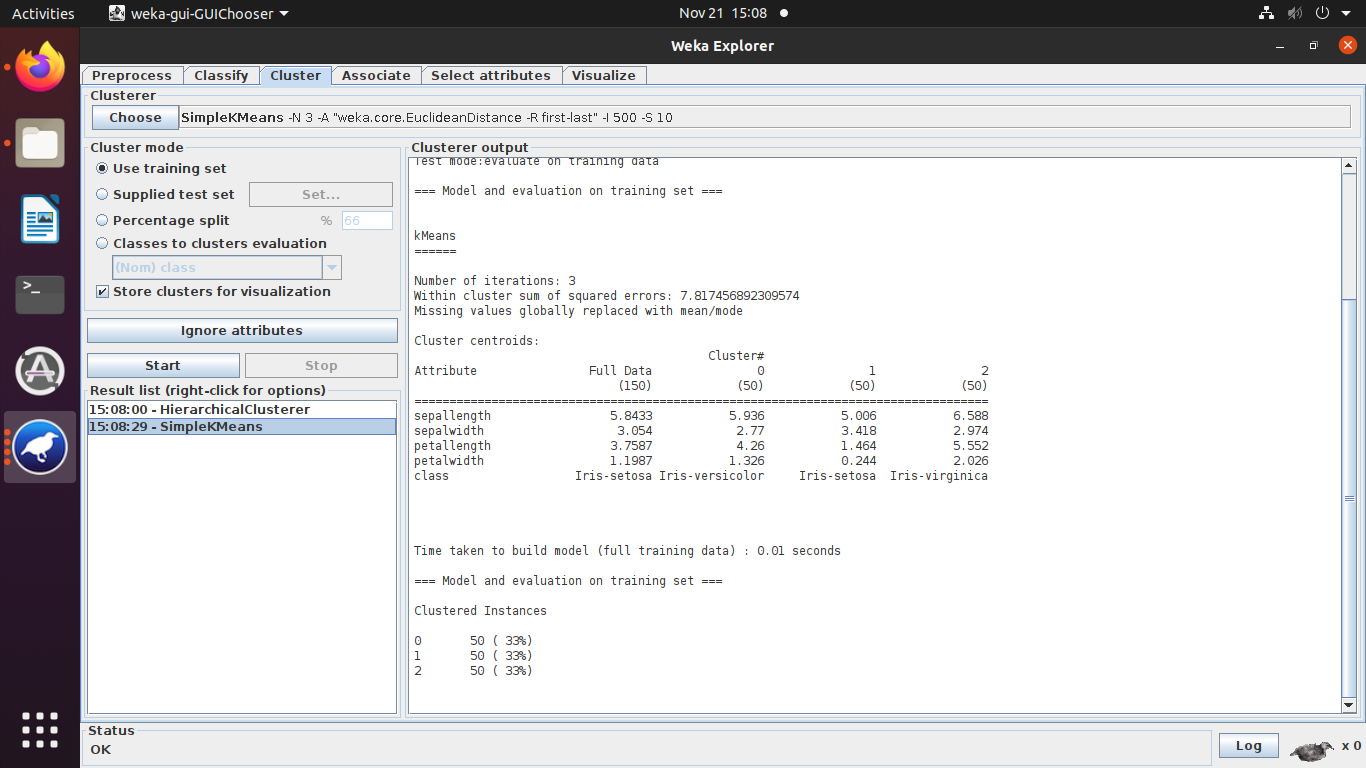 Activities weka-gui-GUIChooser Nov 21 15:08
Weka Explorer
Preprocess Classify Cluster Associate Select attributes Visualize
Clusterer
Choose SimpleKMeans -N 3 -A "weka.core.EuclideanDistance -R first-last" -I 500 -S 10
Cluster mode
Use training set
Supplied test set Set...
Percentage split % 66
Classes to clusters evaluation
(Nom) class
Store clusters for visualization
Ignore attributes
Start Stop
Result list (right-click for options)
15:08:00 - HierarchicalClusterer
15:08:29 - SimpleKMeans
Clusterer output
Test mode:evaluate on training data
=== Model and evaluation on training set ===
kMeans
======
Number of iterations: 3
Within cluster sum of squared errors: 7.817456892309574
Missing values globally replaced with mean/mode
Cluster centroids:
Cluster#
Attribute Full Data 0 1 2
(150) (50) (50) (50)
==================================================================================
sepallength 5.8433 5.936 5.006 6.588
sepalwidth 3.054 2.77 3.418 2.974
petallength 3.7587 4.26 1.464 5.552
petalwidth 1.1987 1.326 0.244 2.026
class Iris-setosa Iris-versicolor Iris-setosa Iris-virginica
Time taken to build model (full training data) : 0.01 seconds
=== Model and evaluation on training set ===
Clustered Instances
0 50 ( 33%)
1 50 ( 33%)
2 50 ( 33%)
Status
OK
Log x 0